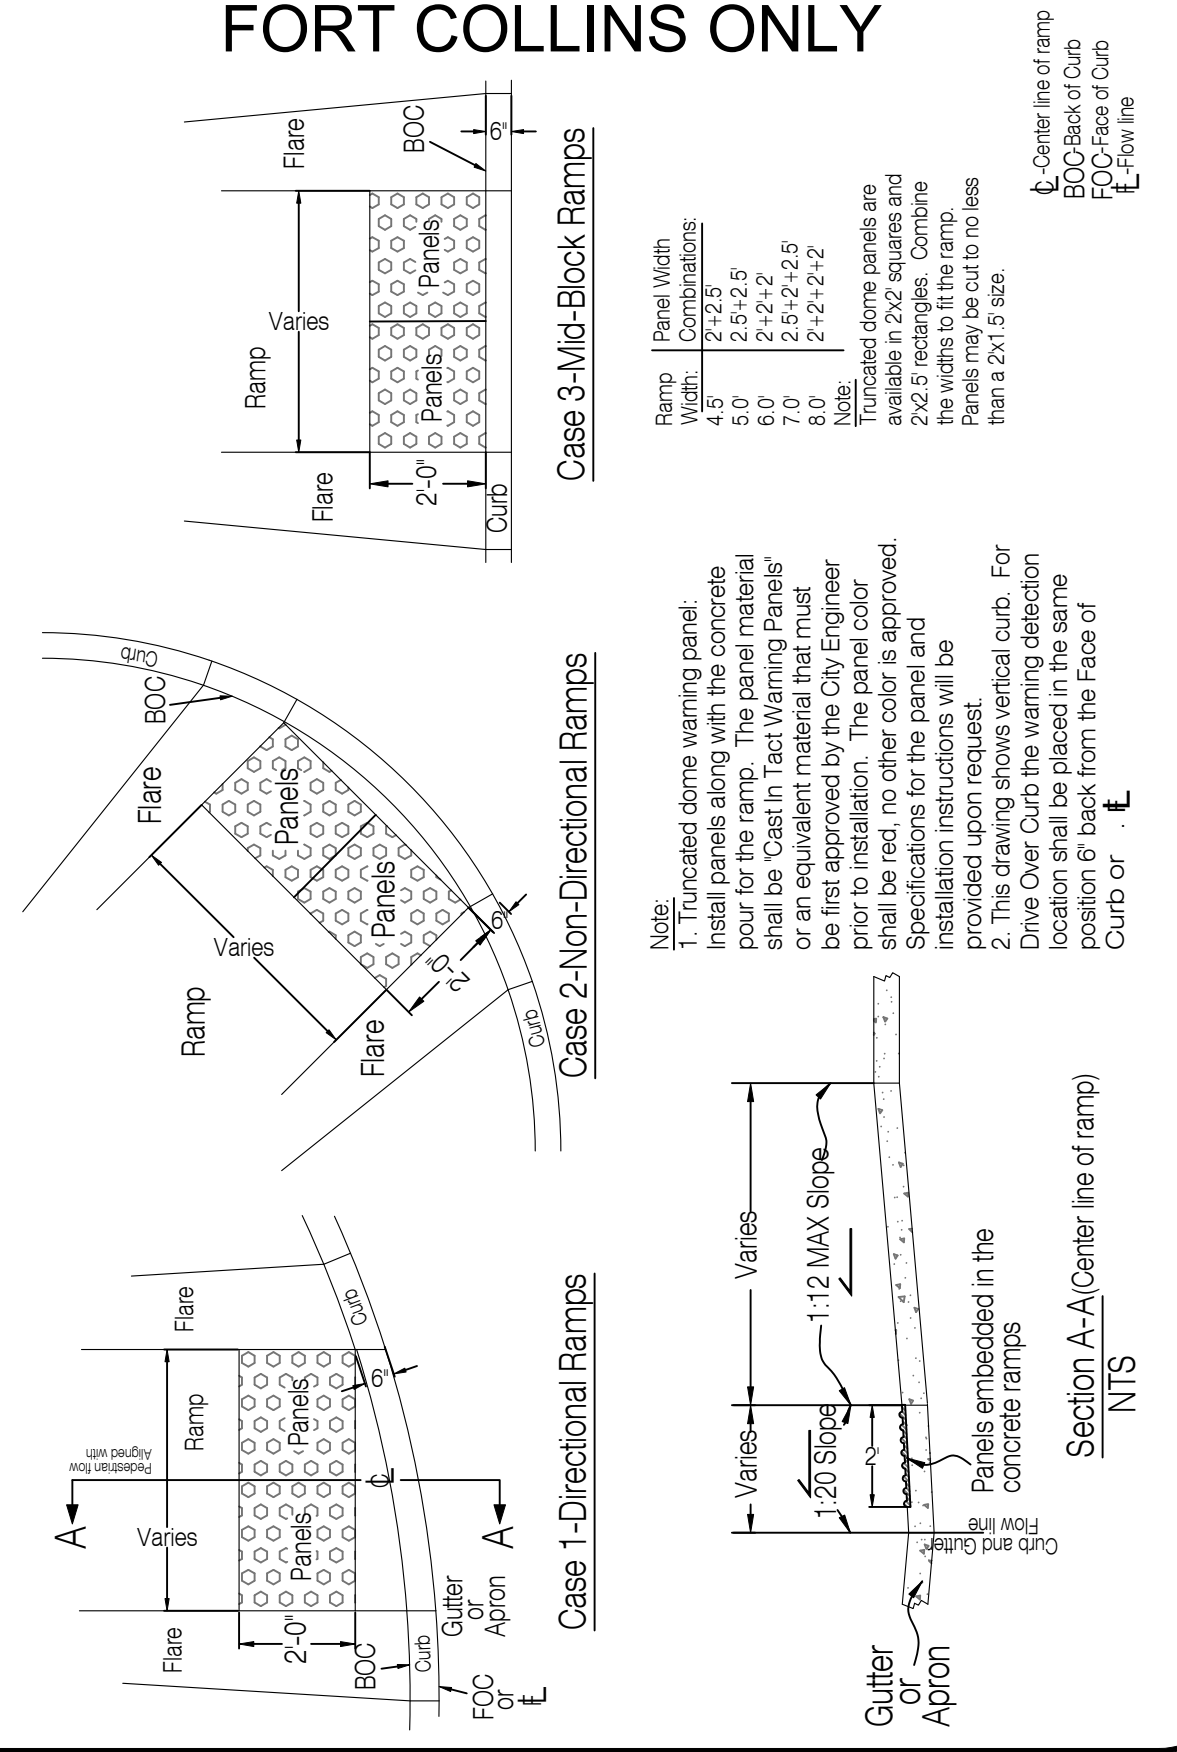 FORT COLLINS ONLY
Flare
Ramp
Flare
Varies
Panels
Panels
2'-0"
6"
BOC
Curb
Case 3-Mid-Block Ramps
Curb
BOC
Flare
Ramp
Varies
Panels
Panels
Flare
2'-0"
6"
Curb
Case 2-Non-Directional Ramps
A
A
Pedestrian flow
Aligned with
Flare
Ramp
Varies
Flare
Panels
Panels
2'-0"
6"
℄
BOC
Curb
Curb
FOC
or
FL
Gutter
or
Apron
Case 1-Directional Ramps
Ramp Panel Width
Width: Combinations:
4.5' 2'+2.5'
5.0' 2.5'+2.5'
6.0' 2'+2'+2'
7.0' 2.5'+2'+2.5'
8.0' 2'+2'+2'+2'
Note:
Truncated dome panels are
available in 2'x2' squares and
2'x2.5' rectangles. Combine
the widths to fit the ramp.
Panels may be cut to no less
than a 2'x1.5' size.
℄-Center line of ramp
BOC-Back of Curb
FOC-Face of Curb
FL-Flow line
Note:
1. Truncated dome warning panel:
Install panels along with the concrete
pour for the ramp. The panel material
shall be "Cast In Tact Warning Panels"
or an equivalent material that must
be first approved by the City Engineer
prior to installation. The panel color
shall be red, no other color is approved.
Specifications for the panel and
installation instructions will be
provided upon request.
2. This drawing shows vertical curb. For
Drive Over Curb the warning detection
location shall be placed in the same
position 6" back from the Face of
Curb or . FL
Varies
Varies
1:20 Slope
1:12 MAX Slope
2'
Curb and Gutter
Flow line
Gutter
or
Apron
Panels embedded in the
concrete ramps
Section A-A(Center line of ramp)
NTS